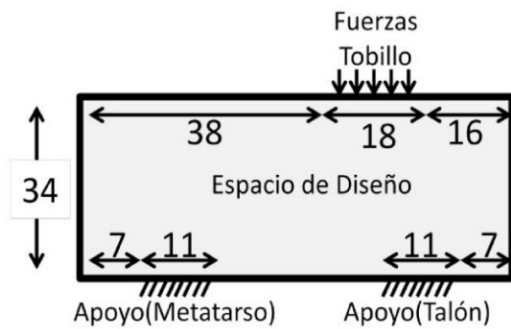 Fuerzas
Tobillo
38 18 16
34
Espacio de Diseño
7 11 11 7
Apoyo(Metatarso) Apoyo(Talón)